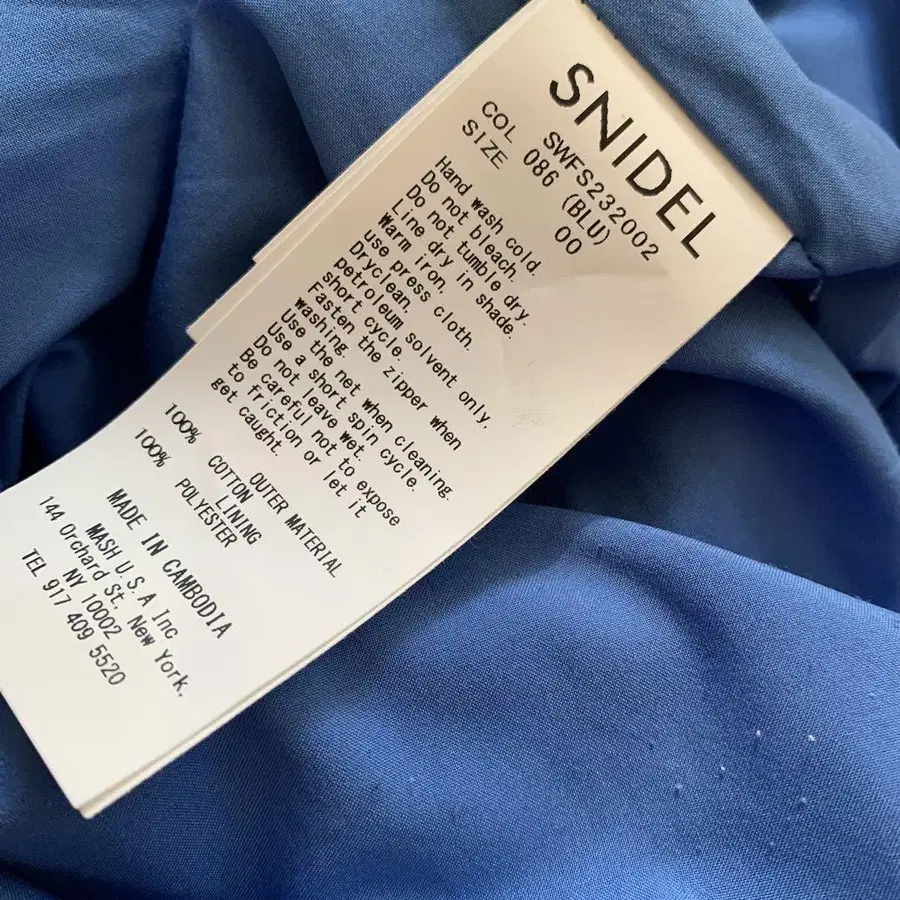 SNIDEL
SWFS232002
COL 086 (BLU)
SIZE 00
Hand wash cold.
Do not bleach.
Do not tumble dry.
Line dry in shade.
Warm iron,
use press cloth.
Dryclean,
petroleum solvent only,
short cycle.
Fasten the zipper when
washing.
Use the net when cleaning.
Use a short spin cycle.
Do not leave wet.
Be careful not to expose
to friction or let it
get caught.
OUTER MATERIAL
100% COTTON
LINING
100% POLYESTER
MADE IN CAMBODIA
MASH U.S.A Inc
144 Orchard St. New York.
NY 10002
TEL 917 409 5520